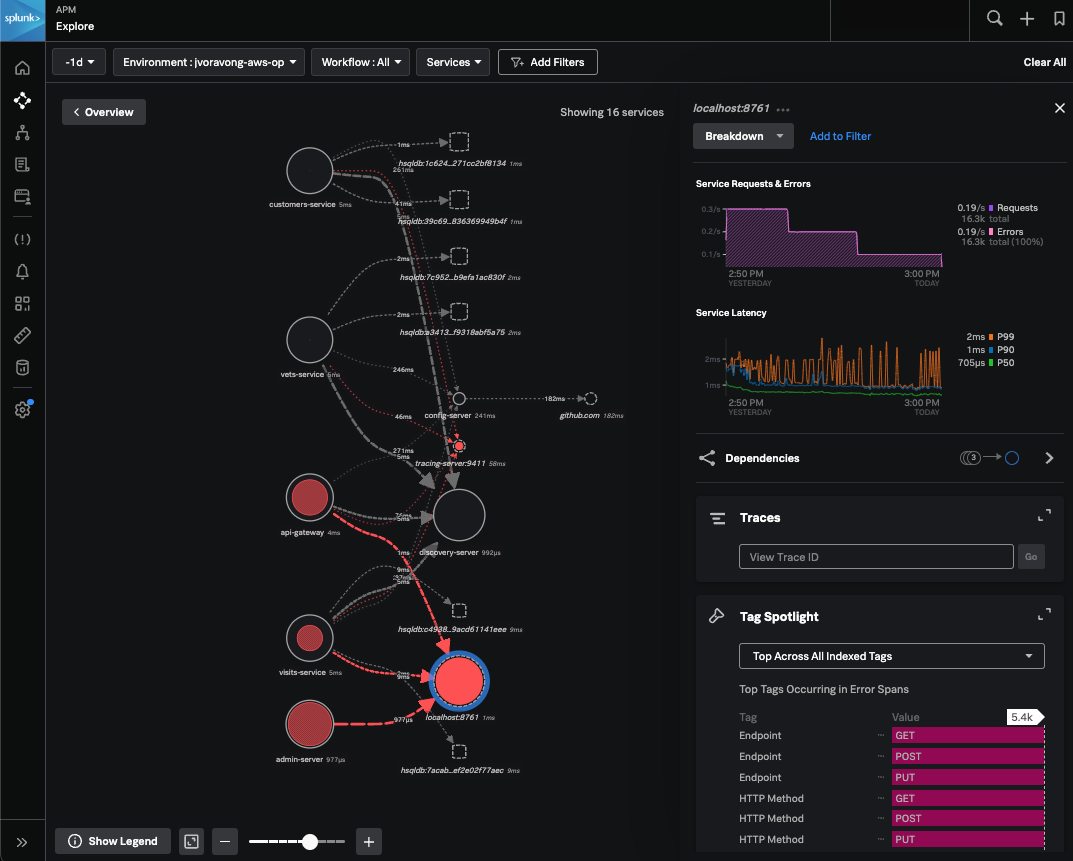 splunk>
APM
Explore
-1d
Environment : jvoravong-aws-op
Workflow : All
Services
Add Filters
Clear All
Overview
Showing 16 services
customers-service 5ms
1ms
hsqldb:1c624...271cc2bf8134 1ms
261ms
41ms
5ms
hsqldb:39c69...836369949b4f 1ms
2ms
hsqldb:7c952...b9efa1ac830f 2ms
2ms
hsqldb:a3413...f9318abf5a75 2ms
vets-service 5ms
246ms
46ms
config-server 241ms
182ms
github.com 182ms
271ms
5ms
tracing-server:9411 58ms
api-gateway 4ms
76ms
5ms
discovery-server 992µs
1ms
9ms
37ms
5ms
hsqldb:c4938...9acd61141eee 9ms
visits-service 5ms
9ms
localhost:8761 1ms
977µs
admin-server 977µs
hsqldb:7acab...ef2e02f77aec 9ms
Show Legend
localhost:8761 ...
Breakdown
Add to Filter
Service Requests & Errors
0.3/s
0.2/s
0.1/s
2:50 PM
YESTERDAY
3:00 PM
TODAY
0.19/s Requests
16.3k total
0.19/s Errors
16.3k total (100%)
Service Latency
2ms
1ms
2:50 PM
YESTERDAY
3:00 PM
TODAY
2ms P99
1ms P90
705µs P50
Dependencies
3
Traces
View Trace ID
Go
Tag Spotlight
Top Across All Indexed Tags
Top Tags Occurring in Error Spans
Tag Value 5.4k
Endpoint ... GET
Endpoint ... POST
Endpoint ... PUT
HTTP Method ... GET
HTTP Method ... POST
HTTP Method ... PUT